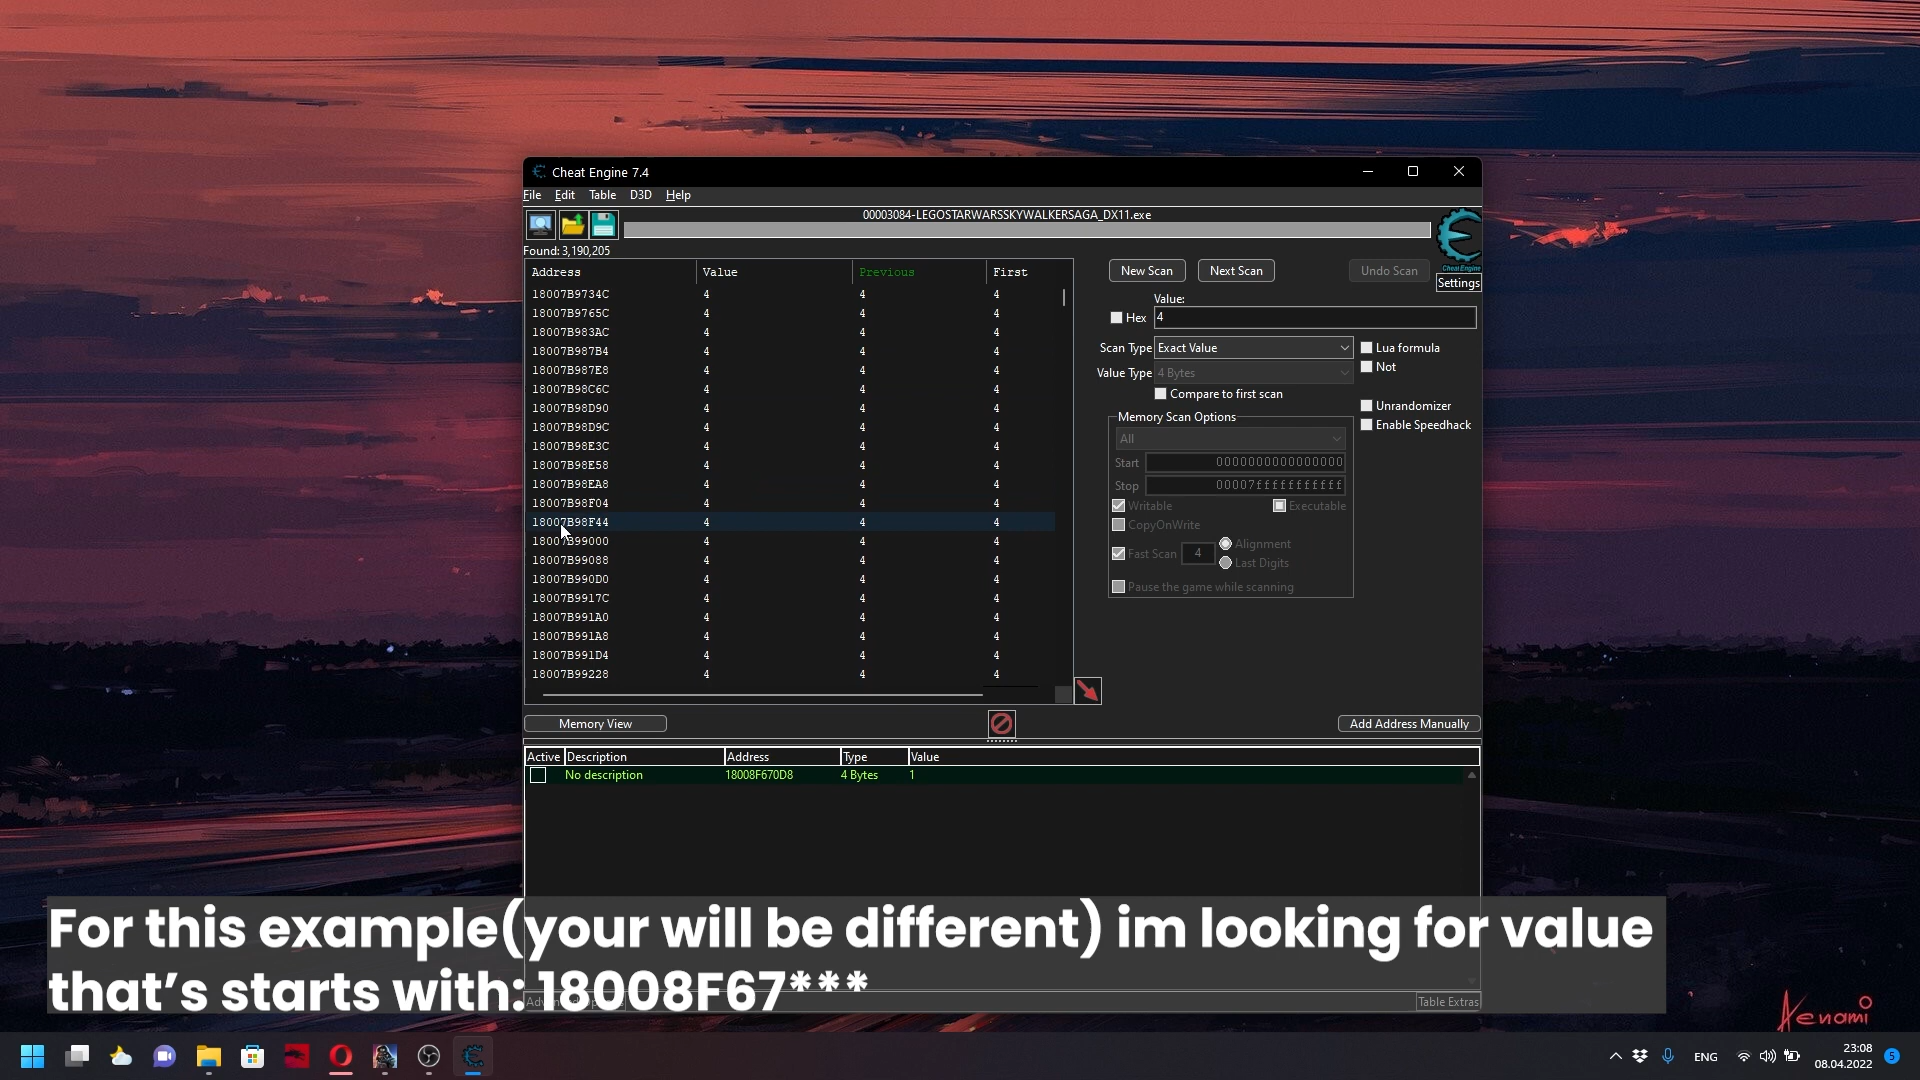 Cheat Engine 7.4
File Edit Table D3D Help
00003084-LEGOSTARWARSSKYWALKERSAGA_DX11.exe
Found: 3,190,205
Cheat Engine
Settings
Address Value Previous First
18007B9734C 4 4 4
18007B9765C 4 4 4
18007B983AC 4 4 4
18007B987B4 4 4 4
18007B987E8 4 4 4
18007B98C6C 4 4 4
18007B98D90 4 4 4
18007B98D9C 4 4 4
18007B98E3C 4 4 4
18007B98E58 4 4 4
18007B98EA8 4 4 4
18007B98F04 4 4 4
18007B98F44 4 4 4
18007B99000 4 4 4
18007B99088 4 4 4
18007B990D0 4 4 4
18007B9917C 4 4 4
18007B991A0 4 4 4
18007B991A8 4 4 4
18007B991D4 4 4 4
18007B99228 4 4 4
New Scan Next Scan Undo Scan
Value:
Hex 4
Scan Type Exact Value
Lua formula
Not
Value Type 4 Bytes
Compare to first scan
Unrandomizer
Enable Speedhack
Memory Scan Options
All
Start 0000000000000000
Stop 00007fffffffffff
Writable Executable
CopyOnWrite
Fast Scan 4 Alignment
Last Digits
Pause the game while scanning
Memory View Add Address Manually
Active Description Address Type Value
No description 18008F670D8 4 Bytes 1
For this example(your will be different) im looking for value
that's starts with: 18008F67***
Table Extras
Aenami
ENG
23:08
08.04.2022
5